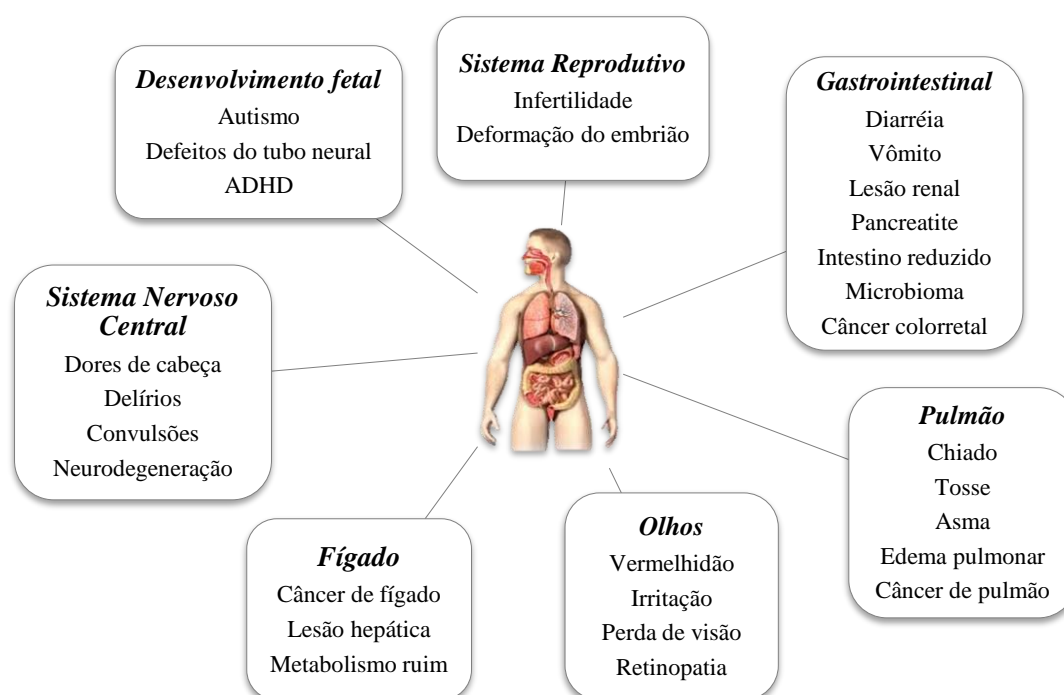 Desenvolvimento fetal
Autismo
Defeitos do tubo neural
ADHD
Sistema Reprodutivo
Infertilidade
Deformação do embrião
Gastrointestinal
Diarréia
Vômito
Lesão renal
Pancreatite
Intestino reduzido
Microbioma
Câncer colorretal
Sistema Nervoso
Central
Dores de cabeça
Delírios
Convulsões
Neurodegeneração
Pulmão
Chiado
Tosse
Asma
Edema pulmonar
Câncer de pulmão
Fígado
Câncer de fígado
Lesão hepática
Metabolismo ruim
Olhos
Vermelhidão
Irritação
Perda de visão
Retinopatia